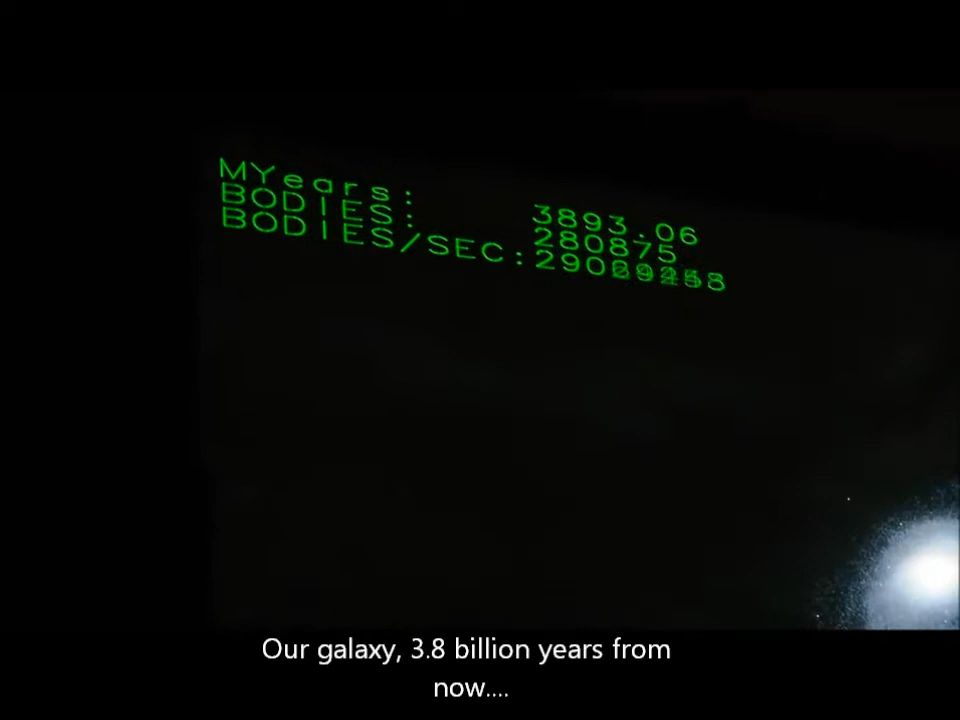 MYears: 3893.06
BODIES: 280875
BODIES/SEC:
Our galaxy, 3.8 billion years from
now....